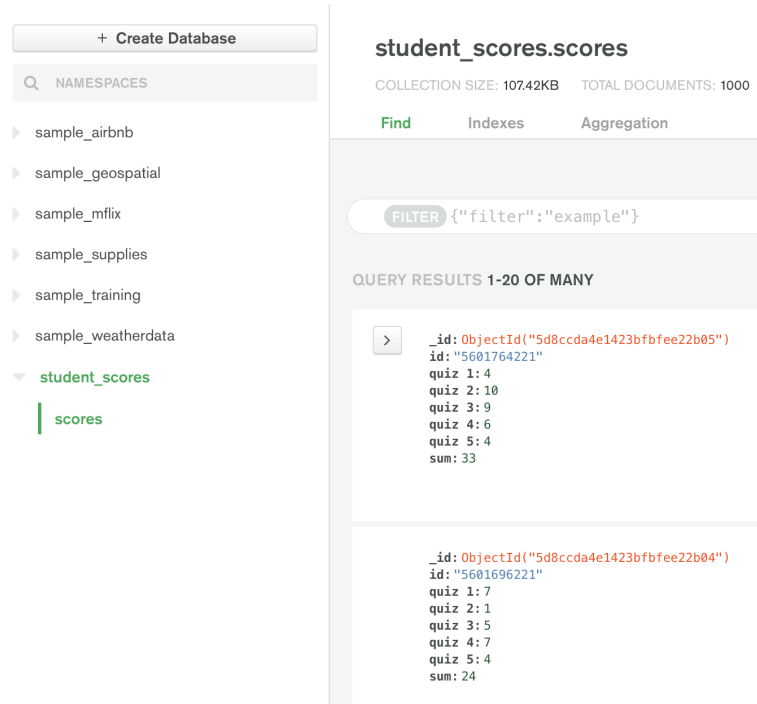 + Create Database
NAMESPACES
sample_airbnb
sample_geospatial
sample_mflix
sample_supplies
sample_training
sample_weatherdata
student_scores
scores
student_scores.scores
COLLECTION SIZE: 107.42KB TOTAL DOCUMENTS: 1000
Find Indexes Aggregation
FILTER {"filter":"example"}
QUERY RESULTS 1-20 OF MANY
_id: ObjectId("5d8ccda4e1423bfbfee22b05")
id: "5601764221"
quiz 1: 4
quiz 2: 10
quiz 3: 9
quiz 4: 6
quiz 5: 4
sum: 33
_id: ObjectId("5d8ccda4e1423bfbfee22b04")
id: "5601696221"
quiz 1: 7
quiz 2: 1
quiz 3: 5
quiz 4: 7
quiz 5: 4
sum: 24